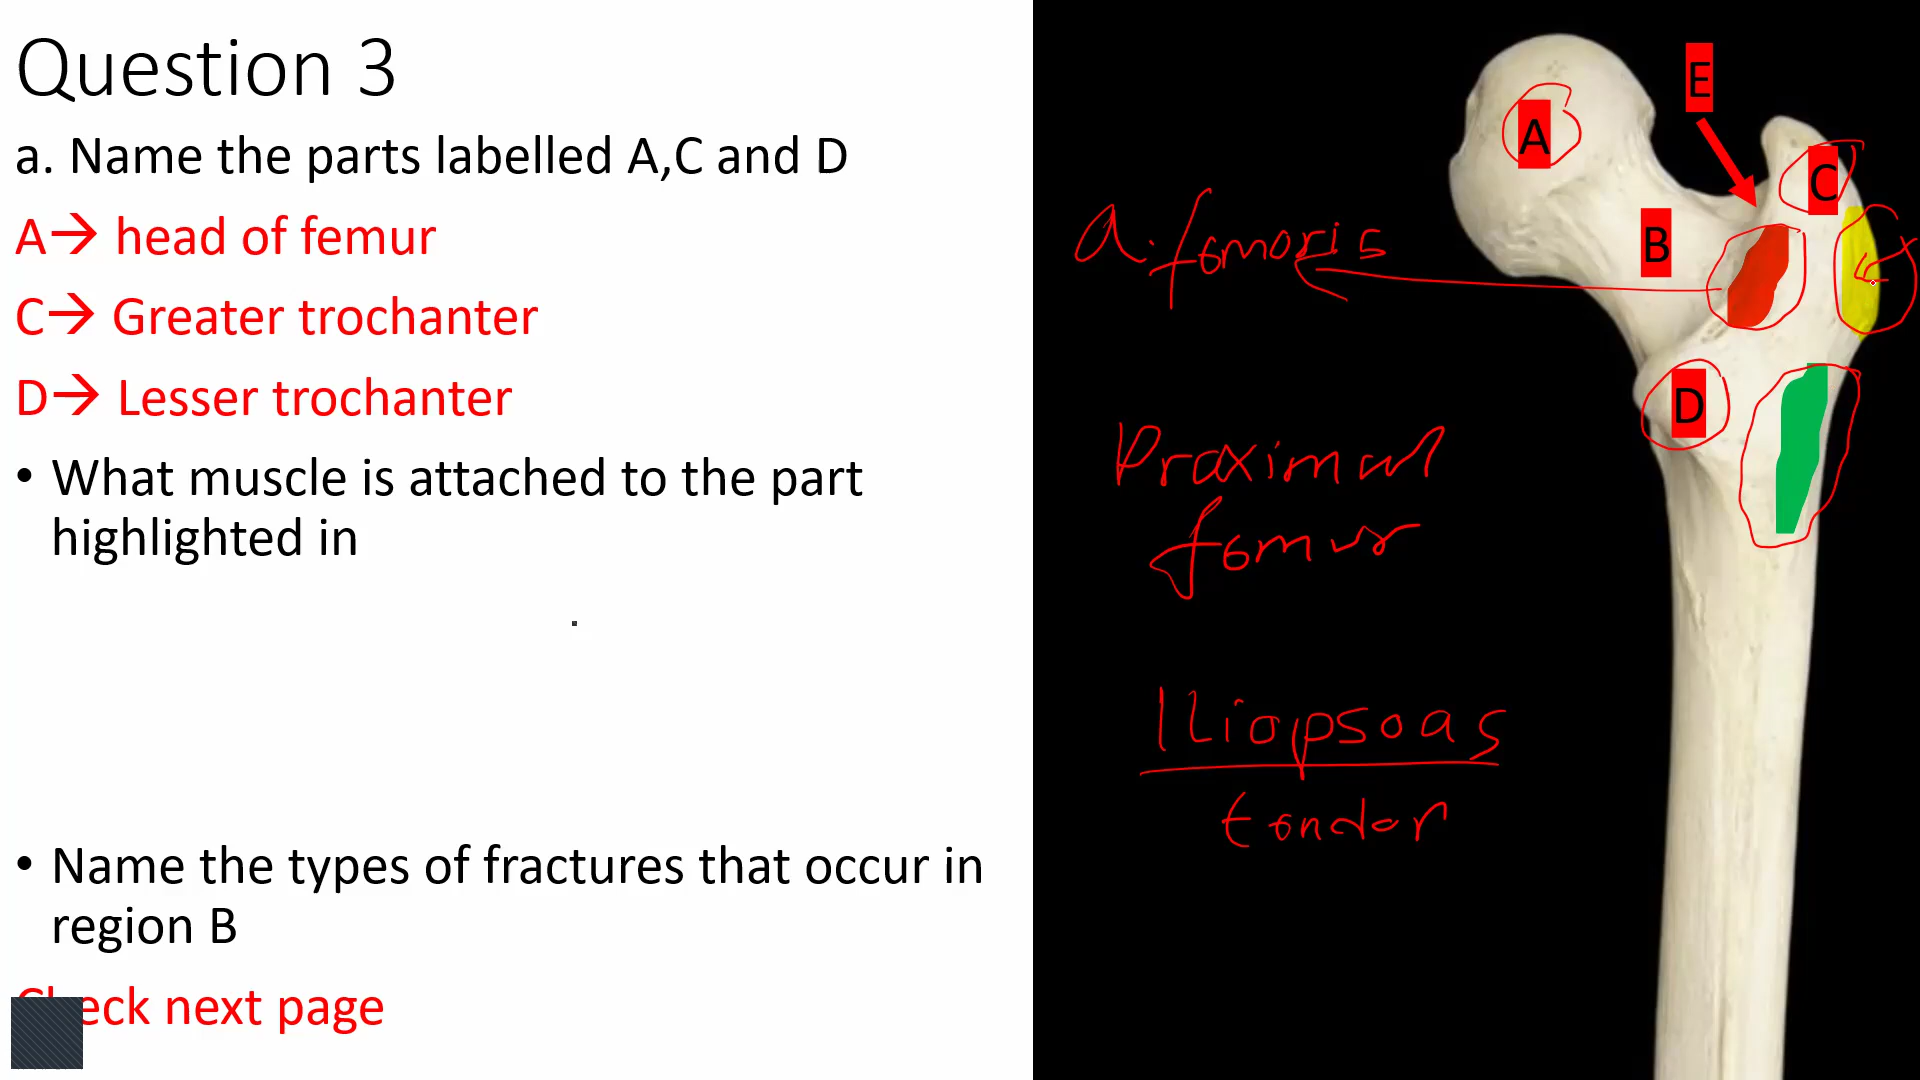 Question 3
a. Name the parts labelled A,C and D
A→ head of femur
C→ Greater trochanter
D→ Lesser trochanter
• What muscle is attached to the part
highlighted in
• Name the types of fractures that occur in
region B
Check next page
E
A
C
B
D
Q. femoris
Proximal
femur
Iliopsoas
tendon